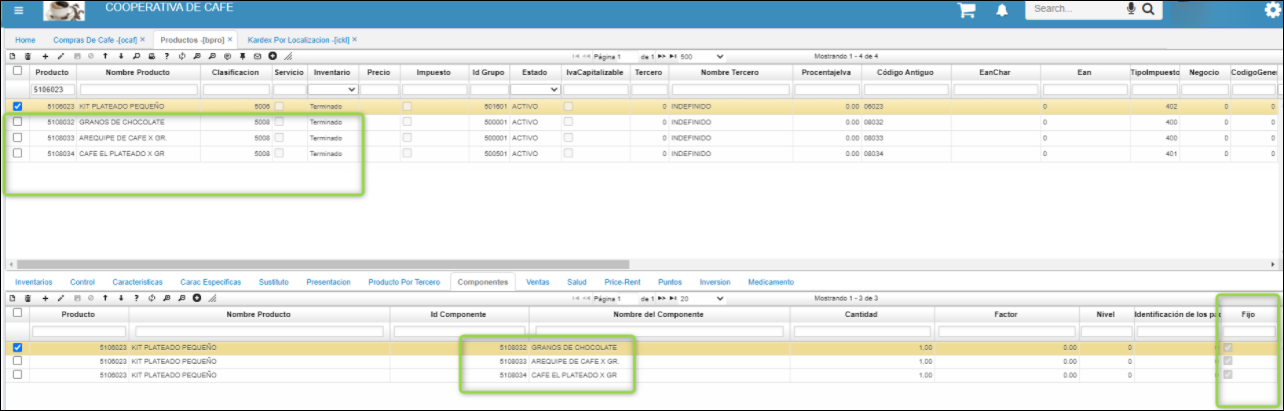 COOPERATIVA DE CAFE
Search...
Home Compras De Cafe -[ocaf] × Productos -[bpro] × Kardex Por Localizacion -[ickl] ×
Página 1 de 1 500 Mostrando 1 - 4 de 4
Producto Nombre Producto Clasificacion Servicio Inventario Precio Impuesto Id Grupo Estado IvaCapitalizable Tercero Nombre Tercero ProcentajeIva Código Antiguo EanChar Ean TipoImpuesto Negocio CodigoGene
5106023
5106023 KIT PLATEADO PEQUEÑO 5006 Terminado 501601 ACTIVO 0 INDEFINIDO 0.00 06023 0 402 0 0
5108032 GRANOS DE CHOCOLATE 5008 Terminado 500001 ACTIVO 0 INDEFINIDO 0.00 08032 0 400 0 0
5108033 AREQUIPE DE CAFE X GR. 5008 Terminado 500001 ACTIVO 0 INDEFINIDO 0.00 08033 0 400 0 0
5108034 CAFE EL PLATEADO X GR 5008 Terminado 500501 ACTIVO 0 INDEFINIDO 0.00 08034 0 401 0 0
Inventarios Control Caracteristicas Carac Especificas Sustituto Presentacion Producto Por Tercero Componentes Ventas Salud Price-Rent Puntos Inversion Medicamento
Página 1 de 1 20 Mostrando 1 - 3 de 3
Producto Nombre Producto Id Componente Nombre del Componente Cantidad Factor Nivel Identificación de los pac Fijo
5106023 KIT PLATEADO PEQUEÑO 5108032 GRANOS DE CHOCOLATE 1.00 0.00 0
5106023 KIT PLATEADO PEQUEÑO 5108033 AREQUIPE DE CAFE X GR. 1.00 0.00 0
5106023 KIT PLATEADO PEQUEÑO 5108034 CAFE EL PLATEADO X GR 1.00 0.00 0